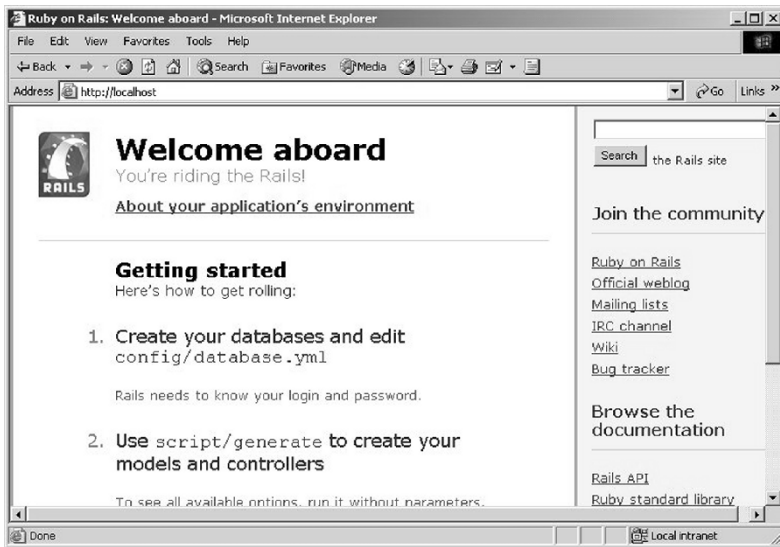 Ruby on Rails: Welcome aboard - Microsoft Internet Explorer
File Edit View Favorites Tools Help
Back Search Favorites Media
Address http://localhost Go Links »
RAILS
Welcome aboard
You're riding the Rails!
About your application's environment
Getting started
Here's how to get rolling:
1. Create your databases and edit
config/database.yml
Rails needs to know your login and password.
2. Use script/generate to create your
models and controllers
To see all available options, run it without parameters.
Search the Rails site
Join the community
Ruby on Rails
Official weblog
Mailing lists
IRC channel
Wiki
Bug tracker
Browse the
documentation
Rails API
Ruby standard library
Done
Local intranet